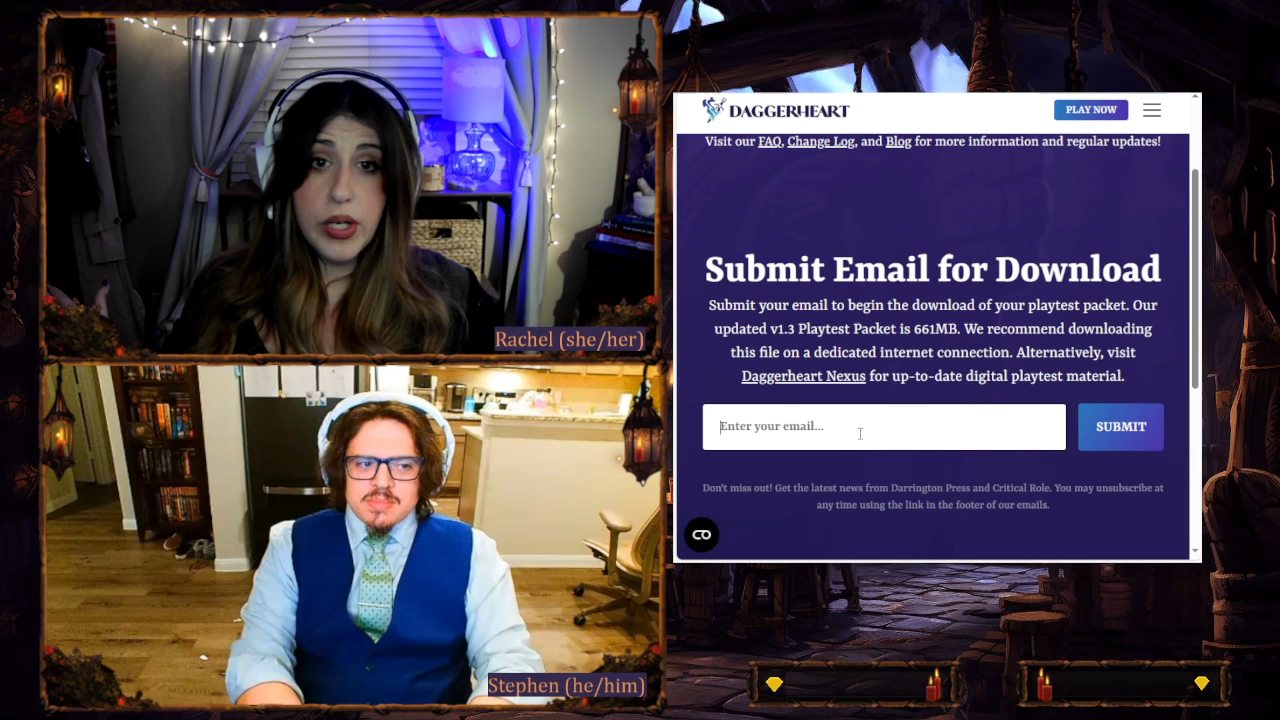 Rachel (she/her)
Stephen (he/him)
DAGGERHEART
PLAY NOW
Visit our FAQ, Change Log, and Blog for more information and regular updates!
Submit Email for Download
Submit your email to begin the download of your playtest packet. Our
updated v1.3 Playtest Packet is 661MB. We recommend downloading
this file on a dedicated internet connection. Alternatively, visit
Daggerheart Nexus for up-to-date digital playtest material.
Enter your email...
SUBMIT
Don't miss out! Get the latest news from Darrington Press and Critical Role. You may unsubscribe at
any time using the link in the footer of our emails.